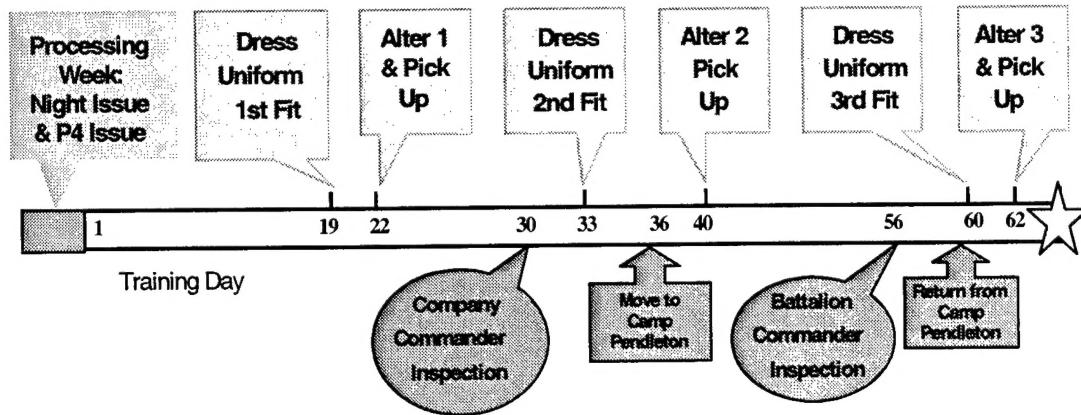 Processing
Week:
Night Issue
& P4 Issue
Dress
Uniform
1st Fit
Alter 1
& Pick
Up
Dress
Uniform
2nd Fit
Alter 2
Pick
Up
Dress
Uniform
3rd Fit
Alter 3
& Pick
Up
1 19 22 30 33 36 40 56 60 62
Training Day
Company
Commander
Inspection
Move to
Camp
Pendleton
Battalion
Commander
Inspection
Return from
Camp
Pendleton